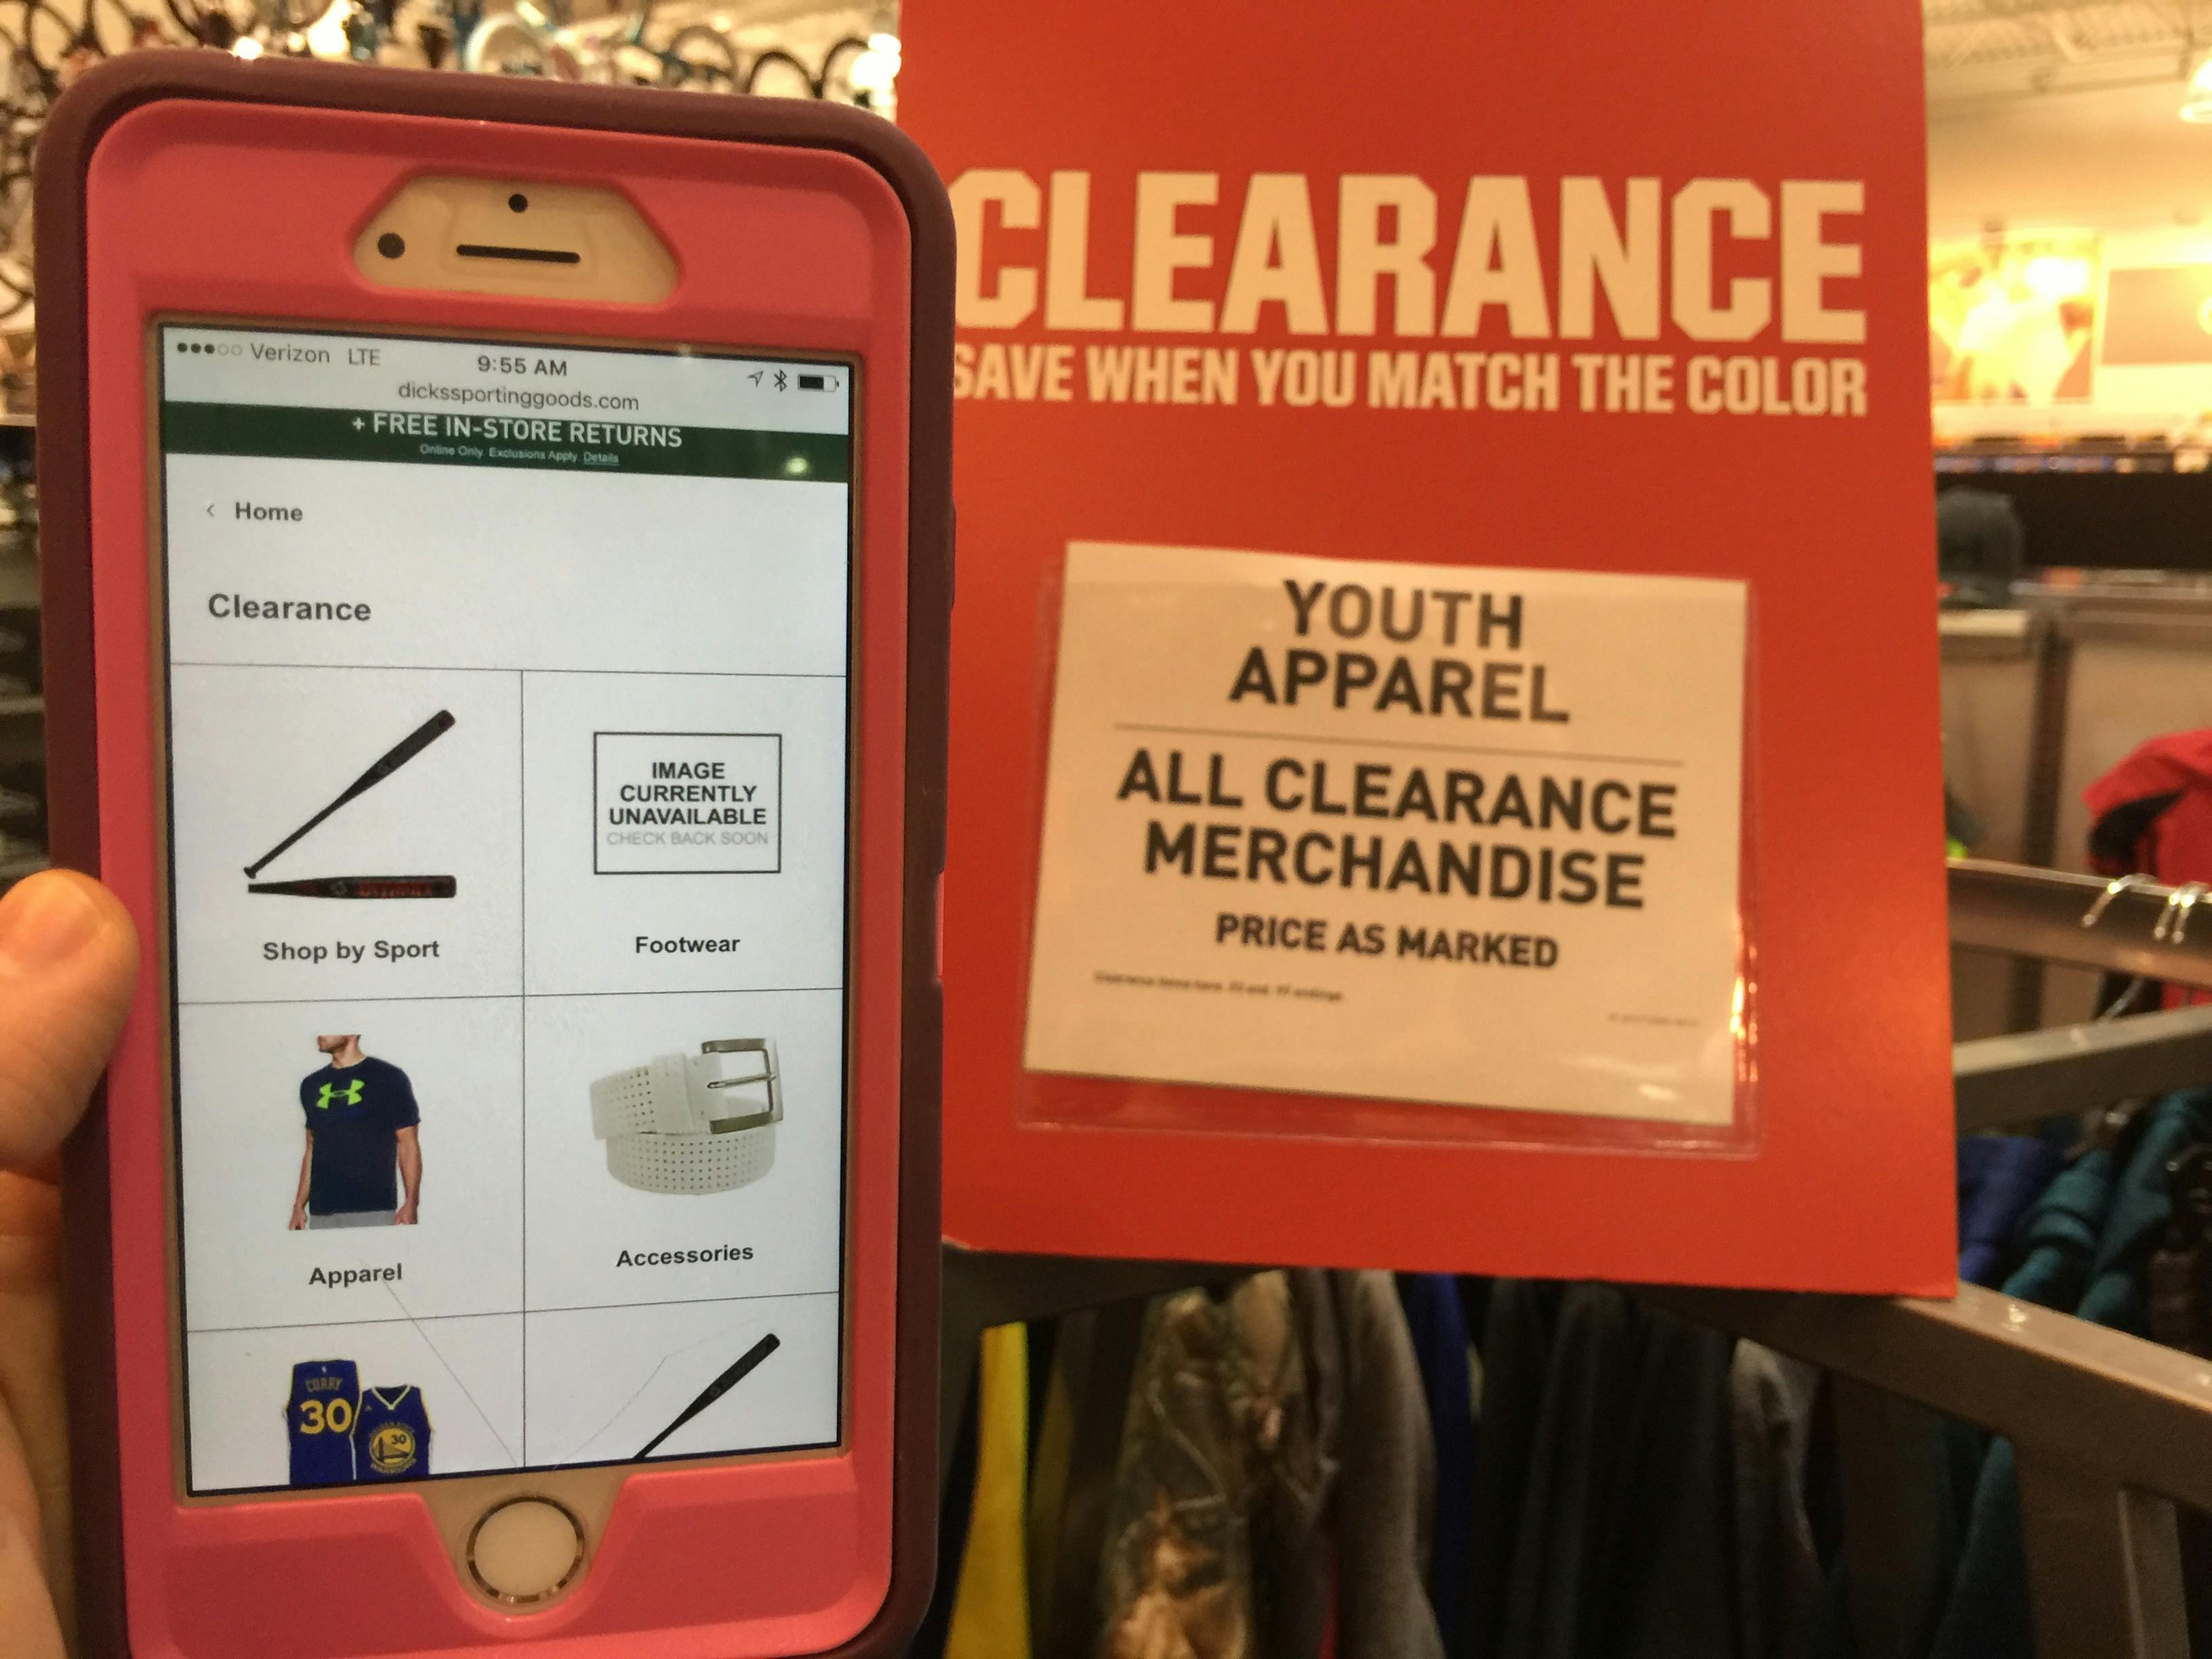 Verizon LTE
9:55 AM
dickssportinggoods.com
+ FREE IN-STORE RETURNS
Online Only. Exclusions Apply. Details
< Home
Clearance
IMAGE
CURRENTLY
UNAVAILABLE
CHECK BACK SOON
Shop by Sport
Footwear
Apparel
Accessories
CURRY
30
30
CLEARANCE
SAVE WHEN YOU MATCH THE COLOR
YOUTH
APPAREL
ALL CLEARANCE
MERCHANDISE
PRICE AS MARKED